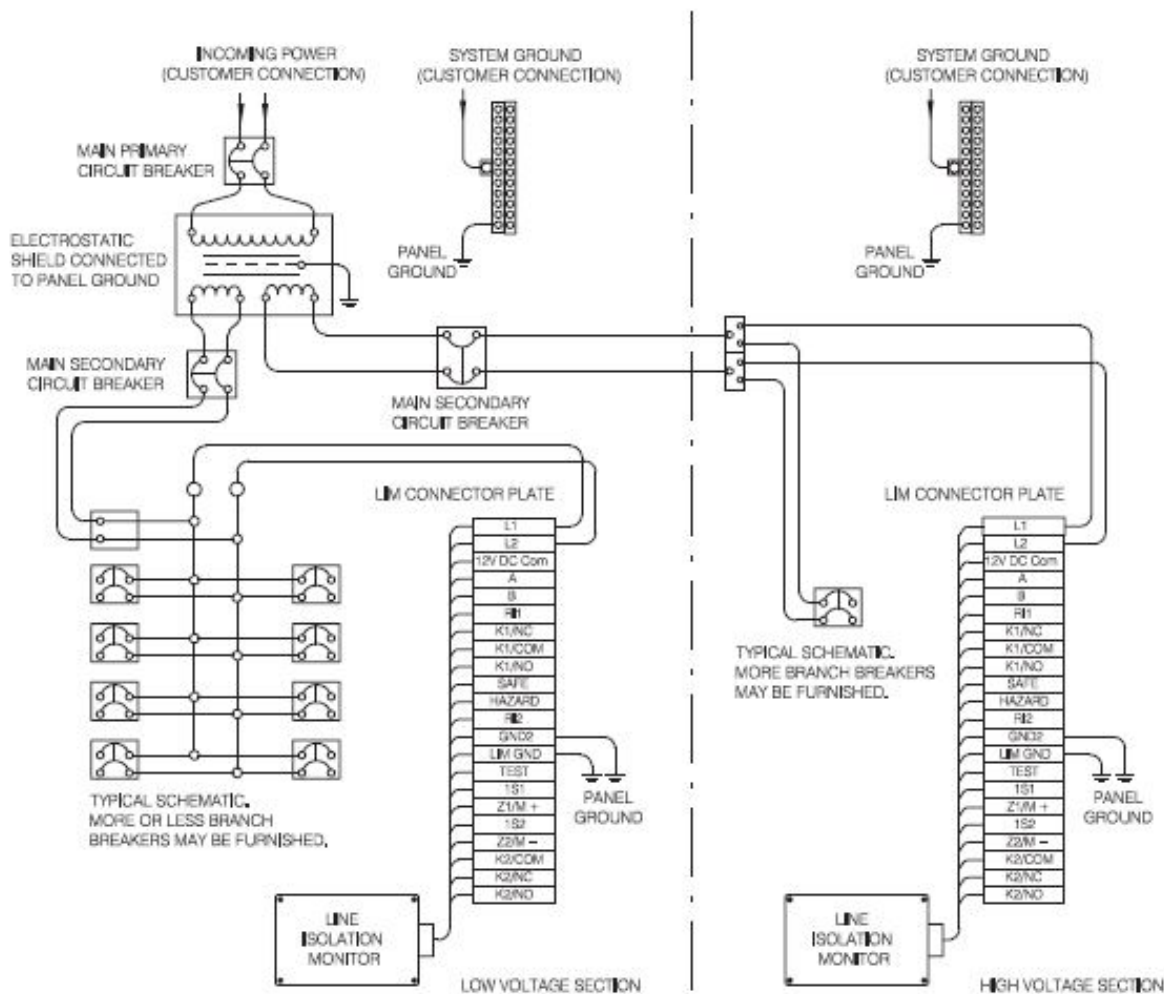 INCOMING POWER
(CUSTOMER CONNECTION)
SYSTEM GROUND
(CUSTOMER CONNECTION)
SYSTEM GROUND
(CUSTOMER CONNECTION)
MAIN PRIMARY
CIRCUIT BREAKER
ELECTROSTATIC
SHIELD CONNECTED
TO PANEL GROUND
PANEL
GROUND
PANEL
GROUND
MAIN SECONDARY
CIRCUIT BREAKER
MAIN SECONDARY
CIRCUIT BREAKER
LIM CONNECTOR PLATE
L1
L2
12V DC Com
A
B
RI1
K1/NC
K1/COM
K1/NO
SAFE
HAZARD
RI2
GND2
LIM GND
TEST
1S1
Z1/M +
1S2
Z2/M –
K2/COM
K2/NC
K2/NO
PANEL
GROUND
TYPICAL SCHEMATIC.
MORE OR LESS BRANCH
BREAKERS MAY BE FURNISHED.
LINE
ISOLATION
MONITOR
LOW VOLTAGE SECTION
LIM CONNECTOR PLATE
L1
L2
12V DC Com
A
B
RI1
K1/NC
K1/COM
K1/NO
SAFE
HAZARD
RI2
GND2
LIM GND
TEST
1S1
Z1/M +
1S2
Z2/M –
K2/COM
K2/NC
K2/NO
TYPICAL SCHEMATIC.
MORE BRANCH BREAKERS
MAY BE FURNISHED.
PANEL
GROUND
LINE
ISOLATION
MONITOR
HIGH VOLTAGE SECTION